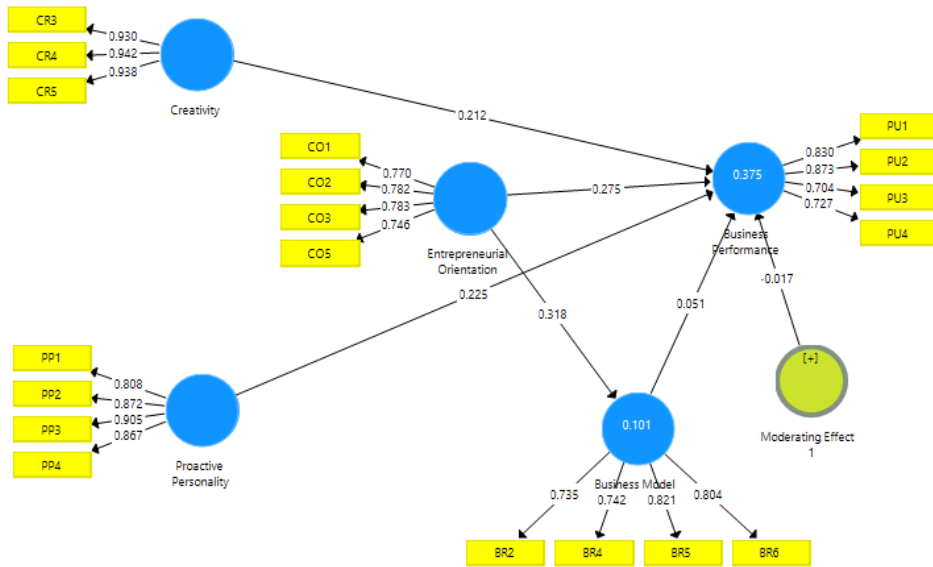 CR3
0.930
CR4
0.942
0.938
CR5
Creativity
0.212
CO1
0.770
CO2
0.782
CO3
0.783
0.746
CO5
Entrepreneurial
Orientation
0.275
0.375
Business
Performance
PU1
0.830
PU2
0.873
0.704
PU3
0.727
PU4
0.225
0.318
0.051
-0.017
PP1
0.808
PP2
0.872
0.905
PP3
0.867
PP4
Proactive
Personality
[+]
Moderating Effect
1
0.101
Business Model
0.735
0.742
0.821
0.804
BR2
BR4
BR5
BR6